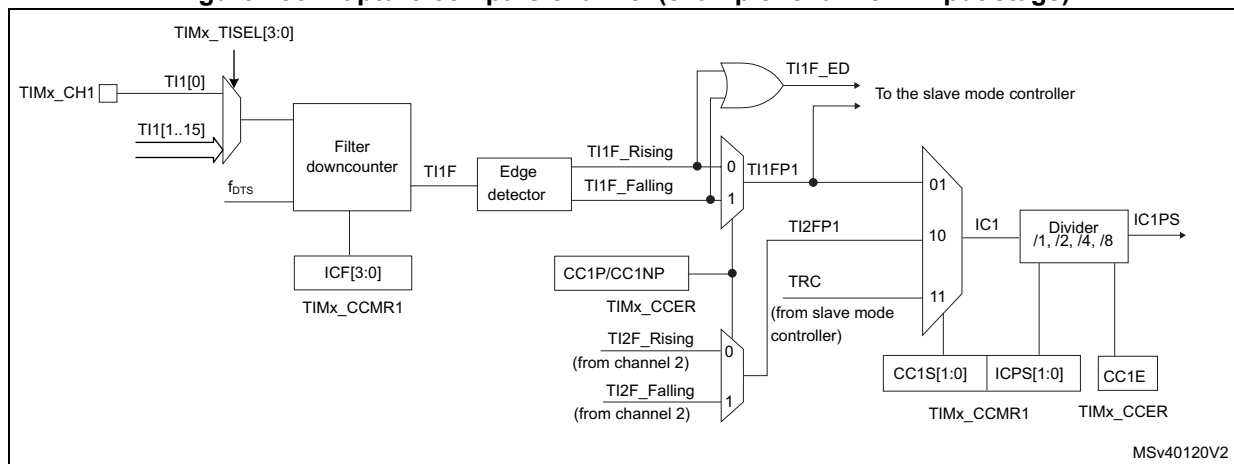 TIMx_TISEL[3:0]
TIMx_CH1
TI1[0]
TI1[1..15]
fDTS
Filter
downcounter
ICF[3:0]
TIMx_CCMR1
TI1F
Edge
detector
TI1F_Rising
TI1F_Falling
TI1F_ED
To the slave mode controller
0
1
TI1FP1
CC1P/CC1NP
TIMx_CCER
TI2F_Rising
(from channel 2)
TI2F_Falling
(from channel 2)
0
1
TI2FP1
TRC
(from slave mode
controller)
01
10
11
IC1
Divider
/1, /2, /4, /8
IC1PS
CC1S[1:0]
ICPS[1:0]
TIMx_CCMR1
CC1E
TIMx_CCER
MSv40120V2